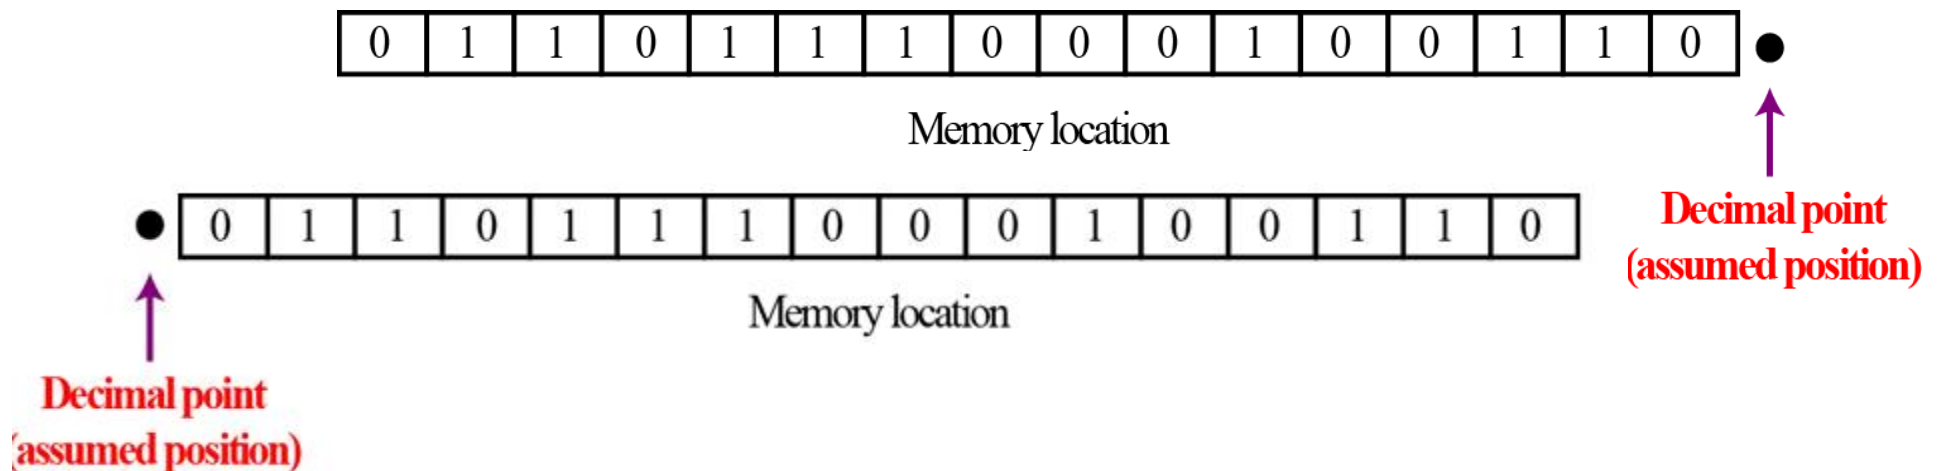 0 1 1 0 1 1 1 0 0 0 1 0 0 1 1 0
Memory location
Decimal point
(assumed position)
0 1 1 0 1 1 1 0 0 0 1 0 0 1 1 0
Memory location
Decimal point
(assumed position)